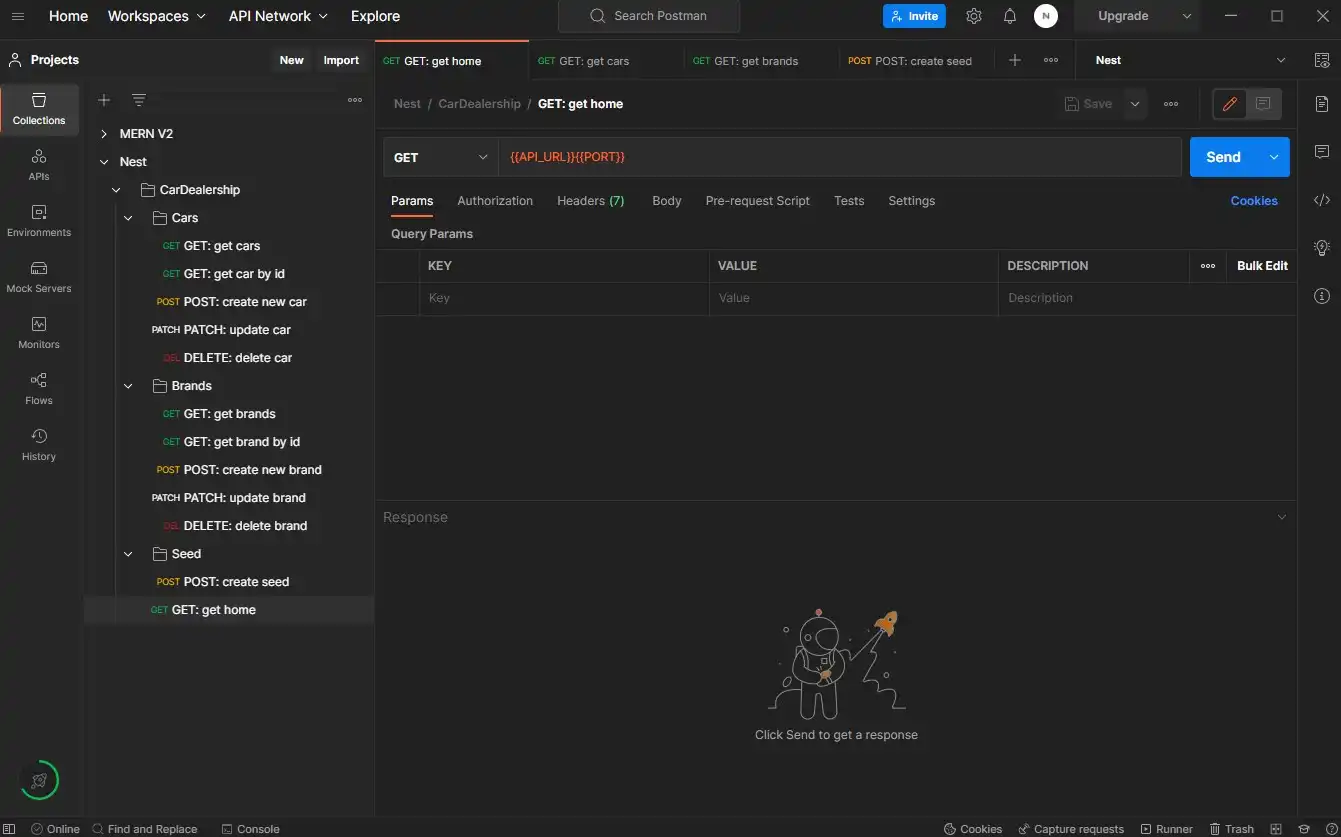 Home Workspaces API Network Explore Search Postman Invite N Upgrade
Projects New Import
GET GET: get home GET GET: get cars GET GET: get brands POST POST: create seed Nest
Collections
APIs
Environments
Mock Servers
Monitors
Flows
History
MERN V2
Nest
CarDealership
Cars
GET GET: get cars
GET GET: get car by id
POST POST: create new car
PATCH PATCH: update car
DEL DELETE: delete car
Brands
GET GET: get brands
GET GET: get brand by id
POST POST: create new brand
PATCH PATCH: update brand
DEL DELETE: delete brand
Seed
POST POST: create seed
GET GET: get home
Nest / CarDealership / GET: get home Save
GET {{API_URL}}{{PORT}} Send
Params Authorization Headers (7) Body Pre-request Script Tests Settings Cookies
Query Params
KEY VALUE DESCRIPTION Bulk Edit
Key Value Description
Response
Click Send to get a response
Online Find and Replace Console Cookies Capture requests Runner Trash